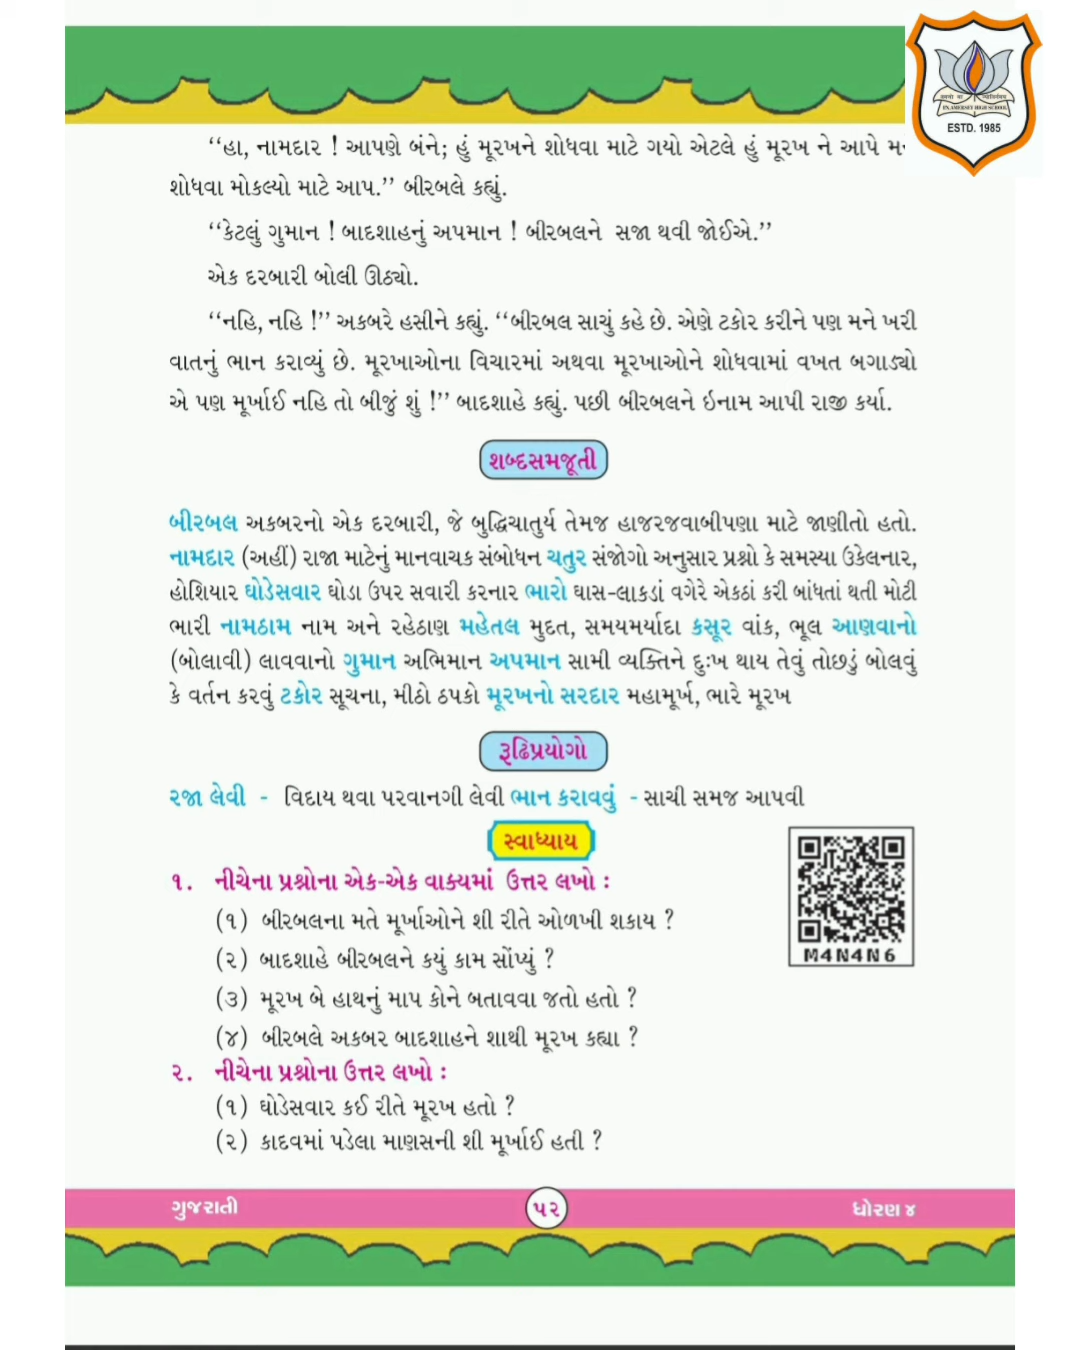 ESTD. 1985
‘‘હા, નામદાર ! આપણે બંને; હું મૂરખને શોધવા માટે ગયો એટલે હું મૂરખ ને આપે
શોધવા મોકલ્યો માટે આપ.’’ બીરબલે કહ્યું.
‘‘કેટલું ગુમાન ! બાદશાહનું અપમાન ! બીરબલને સજા થવી જોઈએ.’’
એક દરબારી બોલી ઊઠ્યો.
‘‘નહિ, નહિ !’’ અકબરે હસીને કહ્યું. ‘‘બીરબલ સાચું કહે છે. એણે ટકોર કરીને પણ મને ખરી
વાતનું ભાન કરાવ્યું છે. મૂરખાઓના વિચારમાં અથવા મૂરખાઓને શોધવામાં વખત બગાડ્યો
એ પણ મૂર્ખાઈ નહિ તો બીજું શું !’’ બાદશાહે કહ્યું. પછી બીરબલને ઇનામ આપી રાજી કર્યા.
શબ્દસમજૂતી
બીરબલ અકબરનો એક દરબારી, જે બુદ્ધિચાતુર્ય તેમજ હાજરજવાબીપણા માટે જાણીતો હતો.
નામદાર (અહીં) રાજા માટેનું માનવાચક સંબોધન ચતુર સંજોગો અનુસાર પ્રશ્નો કે સમસ્યા ઉકેલનાર,
હોશિયાર ઘોડેસવાર ઘોડા ઉપર સવારી કરનાર ભારો ઘાસ-લાકડાં વગેરે એકઠાં કરી બાંધતાં થતી મોટી
ભારી નામઠામ નામ અને રહેઠાણ મહેતલ મુદત, સમયમર્યાદા કસૂર વાંક, ભૂલ આણવાનો
(બોલાવી) લાવવાનો ગુમાન અભિમાન અપમાન સામી વ્યક્તિને દુઃખ થાય તેવું તોછડું બોલવું
કે વર્તન કરવું ટકોર સૂચના, મીઠો ઠપકો મૂરખનો સરદાર મહામૂર્ખ, ભારે મૂરખ
રૂઢિપ્રયોગો
રજા લેવી - વિદાય થવા પરવાનગી લેવી ભાન કરાવવું - સાચી સમજ આપવી
સ્વાધ્યાય
૧. નીચેના પ્રશ્નોના એક-એક વાક્યમાં ઉત્તર લખો :
(૧) બીરબલના મતે મૂર્ખાઓને શી રીતે ઓળખી શકાય ?
(૨) બાદશાહે બીરબલને કયું કામ સોંપ્યું ?
M4N4N6
(૩) મૂરખ બે હાથનું માપ કોને બતાવવા જતો હતો ?
(૪) બીરબલે અકબર બાદશાહને શાથી મૂરખ કહ્યા ?
૨. નીચેના પ્રશ્નોના ઉત્તર લખો :
(૧) ઘોડેસવાર કઈ રીતે મૂરખ હતો ?
(૨) કાદવમાં પડેલા માણસની શી મૂર્ખાઈ હતી ?
ગુજરાતી
૫૨
ધોરણ ૪